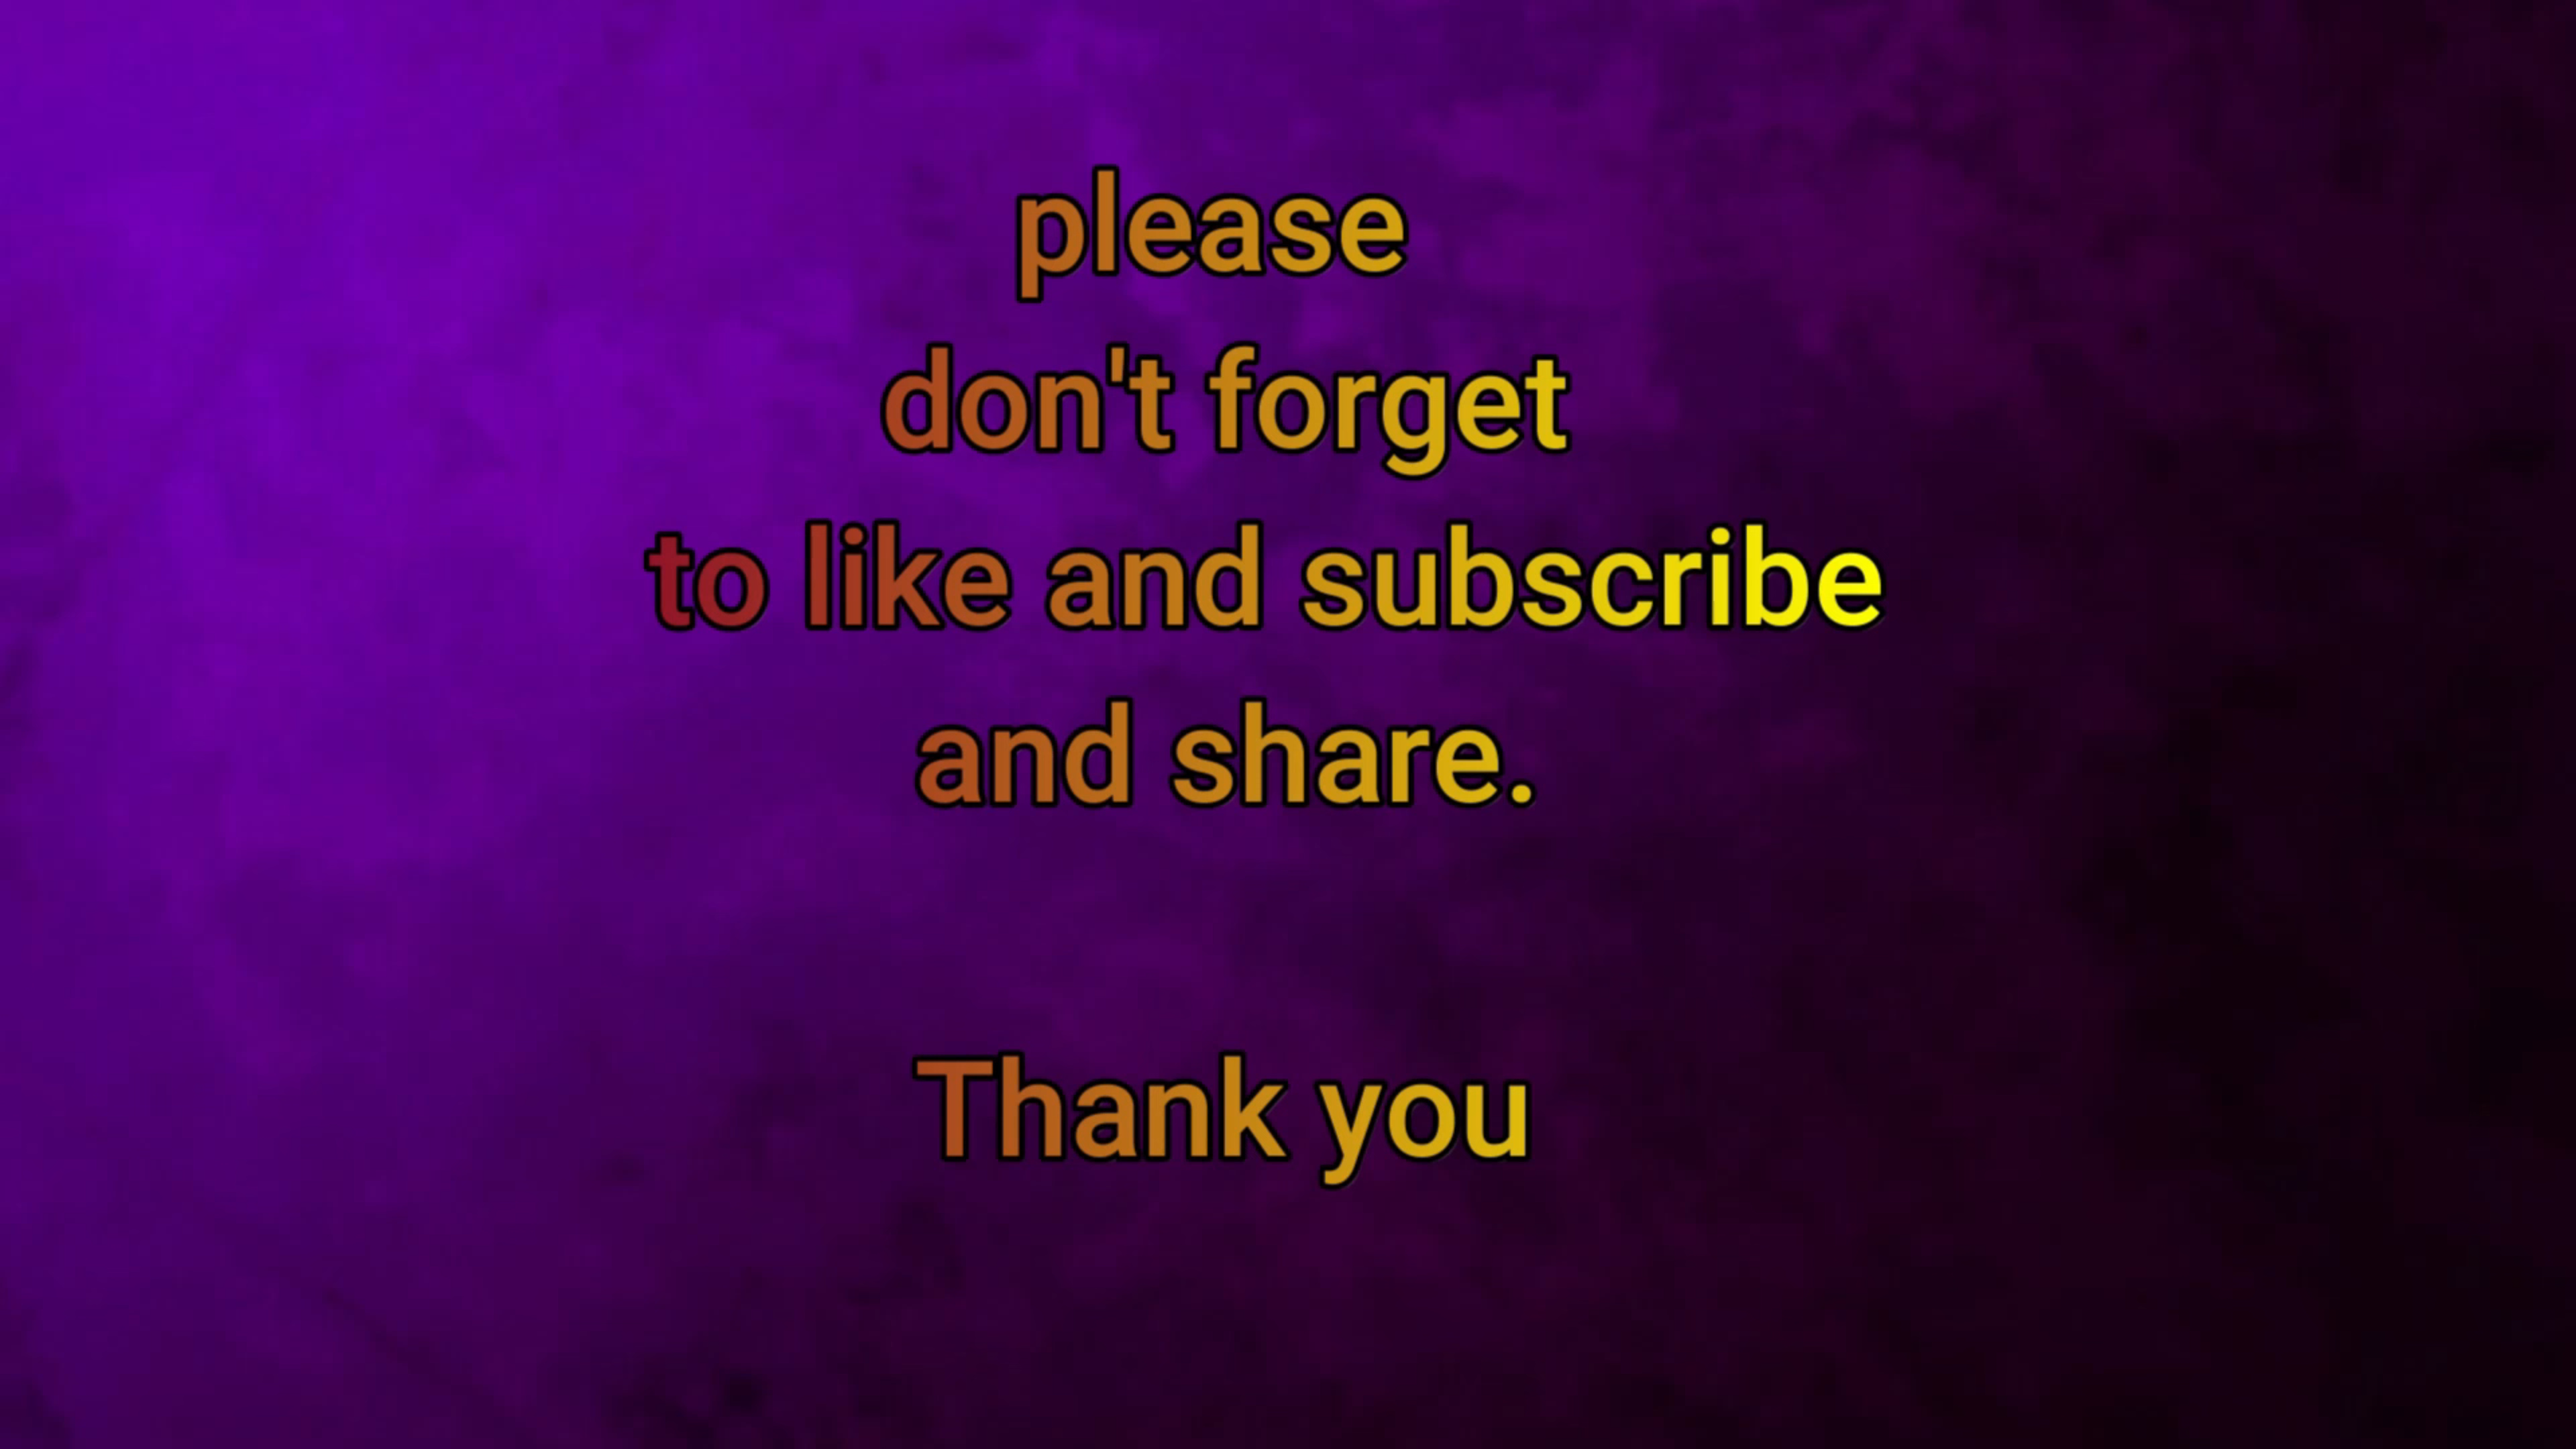 please
don't forget
to like and subscribe
and share.
Thank you